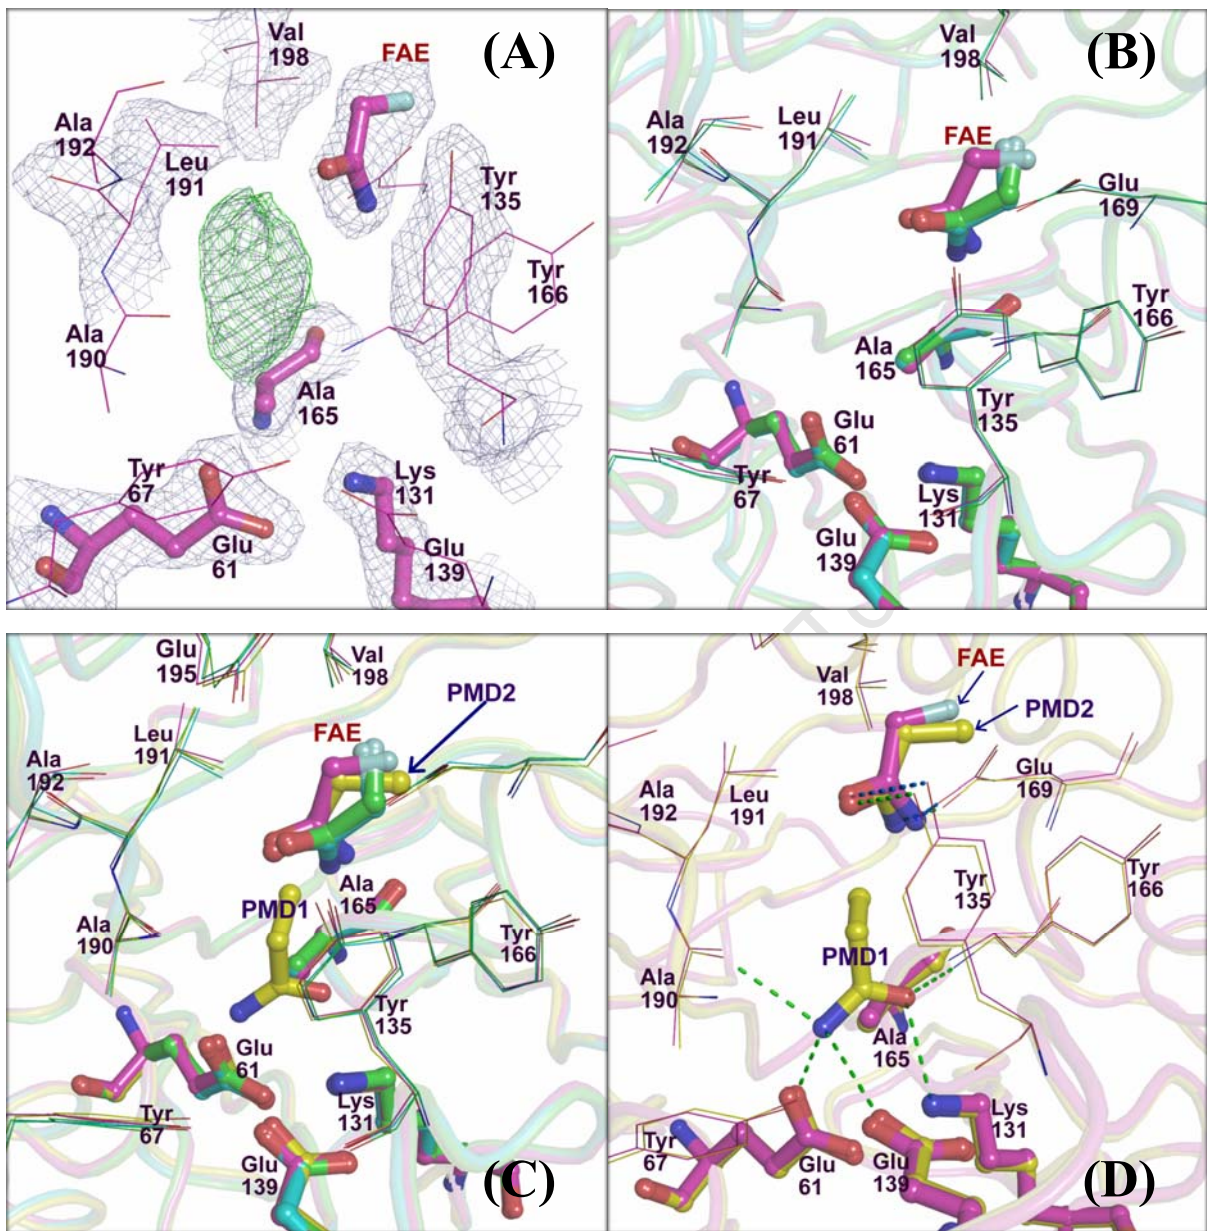 (A)
Val
198
FAE
Ala
192
Leu
191
Tyr
135
Tyr
166
Ala
190
Ala
165
Tyr
67
Lys
131
Glu
61
Glu
139
(B)
Val
198
Ala
192
Leu
191
FAE
Glu
169
Tyr
166
Ala
165
Tyr
135
Glu
61
Tyr
67
Lys
131
Glu
139
Glu
195
Val
198
PMD2
Leu
191
FAE
Ala
192
Ala
165
PMD1
Ala
190
Tyr
166
Tyr
135
Glu
61
Lys
131
Tyr
67
Glu
139
(C)
FAE
Val
198
PMD2
Ala
192
Leu
191
Glu
169
Tyr
135
Tyr
166
PMD1
Ala
190
Ala
165
Lys
131
Tyr
67
Glu
61
Glu
139
(D)